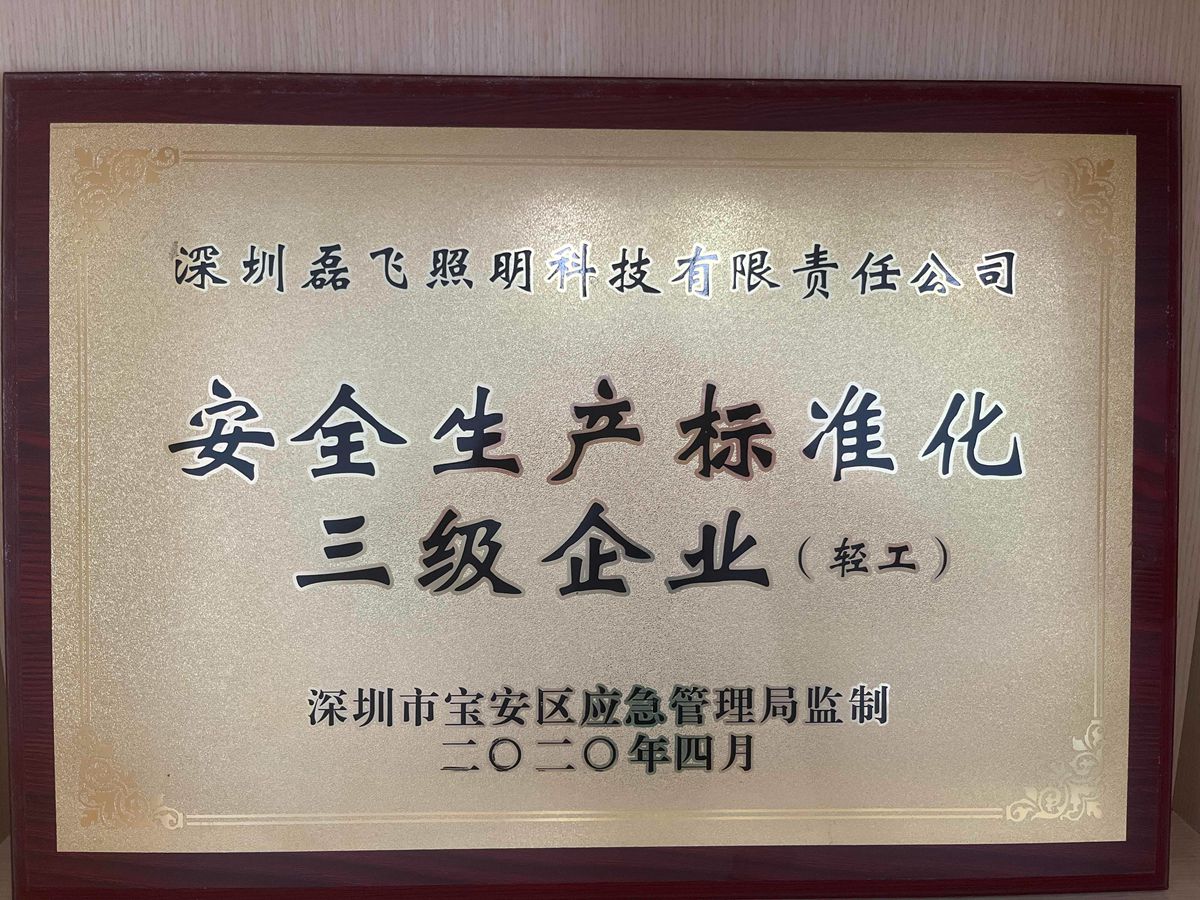 深圳磊飞照明科技有限责任公司
安全生产标准化
三级企业（轻工）
深圳市宝安区应急管理局监制
二〇二〇年四月